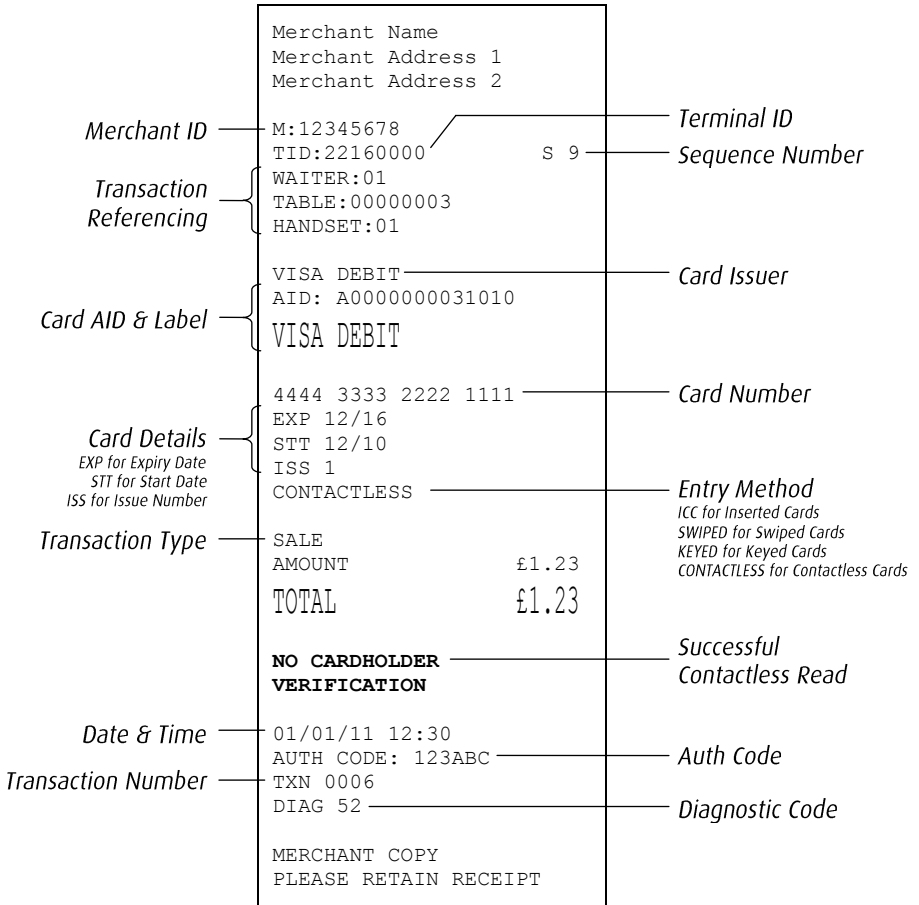 Merchant Name
Merchant Address 1
Merchant Address 2
Merchant ID
M:12345678
Terminal ID
TID:22160000 S 9
Sequence Number
Transaction
Referencing
WAITER:01
TABLE:00000003
HANDSET:01
VISA DEBIT
Card Issuer
Card AID & Label
AID: A0000000031010
VISA DEBIT
4444 3333 2222 1111
Card Number
Card Details
EXP for Expiry Date
STT for Start Date
ISS for Issue Number
EXP 12/16
STT 12/10
ISS 1
CONTACTLESS
Entry Method
ICC for Inserted Cards
SWIPED for Swiped Cards
KEYED for Keyed Cards
CONTACTLESS for Contactless Cards
Transaction Type
SALE
AMOUNT £1.23
TOTAL £1.23
NO CARDHOLDER
VERIFICATION
Successful
Contactless Read
Date & Time
01/01/11 12:30
AUTH CODE: 123ABC
Auth Code
Transaction Number
TXN 0006
DIAG 52
Diagnostic Code
MERCHANT COPY
PLEASE RETAIN RECEIPT